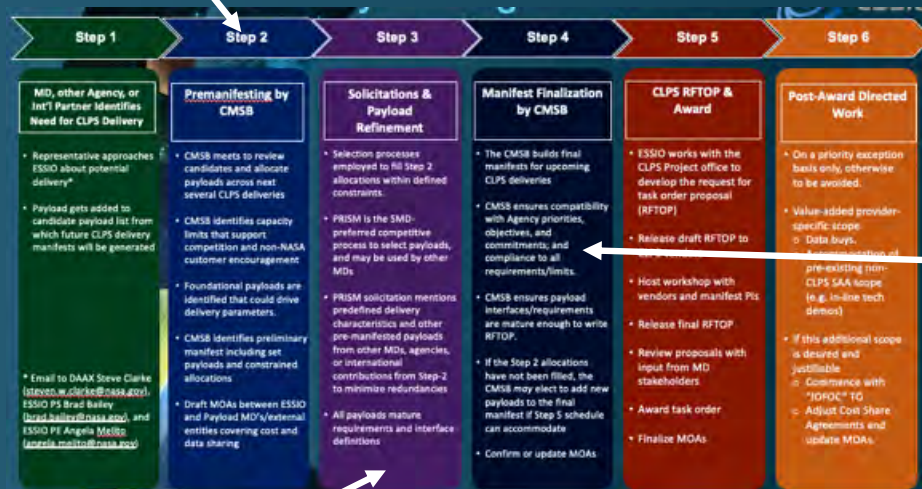 Step 1
Step 2
Step 3
Step 4
Step 5
Step 6
MD, other Agency, or
Int'l Partner Identifies
Need for CLPS Delivery
• Representative approaches
ESSIO about potential
delivery*
• Payload gets added to
candidate payload list from
which future CLPS delivery
manifests will be generated
* Email to DAAX Steve Clarke
(steven.w.clarke@nasa.gov),
ESSIO PS Brad Bailey
(brad.bailey@nasa.gov), and
ESSIO PE Angela Melito
(angela.melito@nasa.gov)
Premanifesting by
CMSB
• CMSB meets to review
candidates and allocate
payloads across next
several CLPS deliveries
• CMSB identifies capacity
limits that support
competition and non-NASA
customer encouragement
• Foundational payloads are
identified that could drive
delivery parameters.
• CMSB identifies preliminary
manifest including set
payloads and constrained
allocations
• Draft MOAs between ESSIO
and Payload MD's/external
entities covering cost and
data sharing
Solicitations &
Payload
Refinement
• Selection processes
employed to fill Step 2
allocations within defined
constraints.
• PRISM is the SMD-
preferred competitive
process to select payloads,
and may be used by other
MDs
• PRISM solicitation mentions
predefined delivery
characteristics and other
pre-manifested payloads
from other MDs, agencies,
or international
contributions from Step-2
to minimize redundancies
• All payloads mature
requirements and interface
definitions
Manifest Finalization
by CMSB
• The CMSB builds final
manifests for upcoming
CLPS deliveries
• CMSB ensures compatibility
with Agency priorities,
objectives, and
commitments; and
compliance to all
requirements/limits.
• CMSB ensures payload
interfaces/requirements
are mature enough to write
RFTOP.
• If the Step 2 allocations
have not been filled, the
CMSB may elect to add new
payloads to the final
manifest if Step 5 schedule
can accommodate
• Confirm or update MOAs
CLPS RFTOP &
Award
• ESSIO works with the
CLPS Project office to
develop the request for
task order proposal
(RFTOP)
• Release draft RFTOP to
• Host workshop with
vendors and manifest PIs
• Release final RFTOP
• Review proposals with
input from MD
stakeholders
• Award task order
• Finalize MOAs
Post-Award Directed
Work
• On a priority exception
basis only, otherwise
to be avoided.
• Value-added provider-
specific scope
o Data buys.
of
pre-existing non-
CLPS SAA scope
(e.g. in-line tech
demos)
• If this additional scope
is desired and
justifiable
o Commence with
"JOFOC" TG
o Adjust Cost Share
Agreements and
update MOAs.